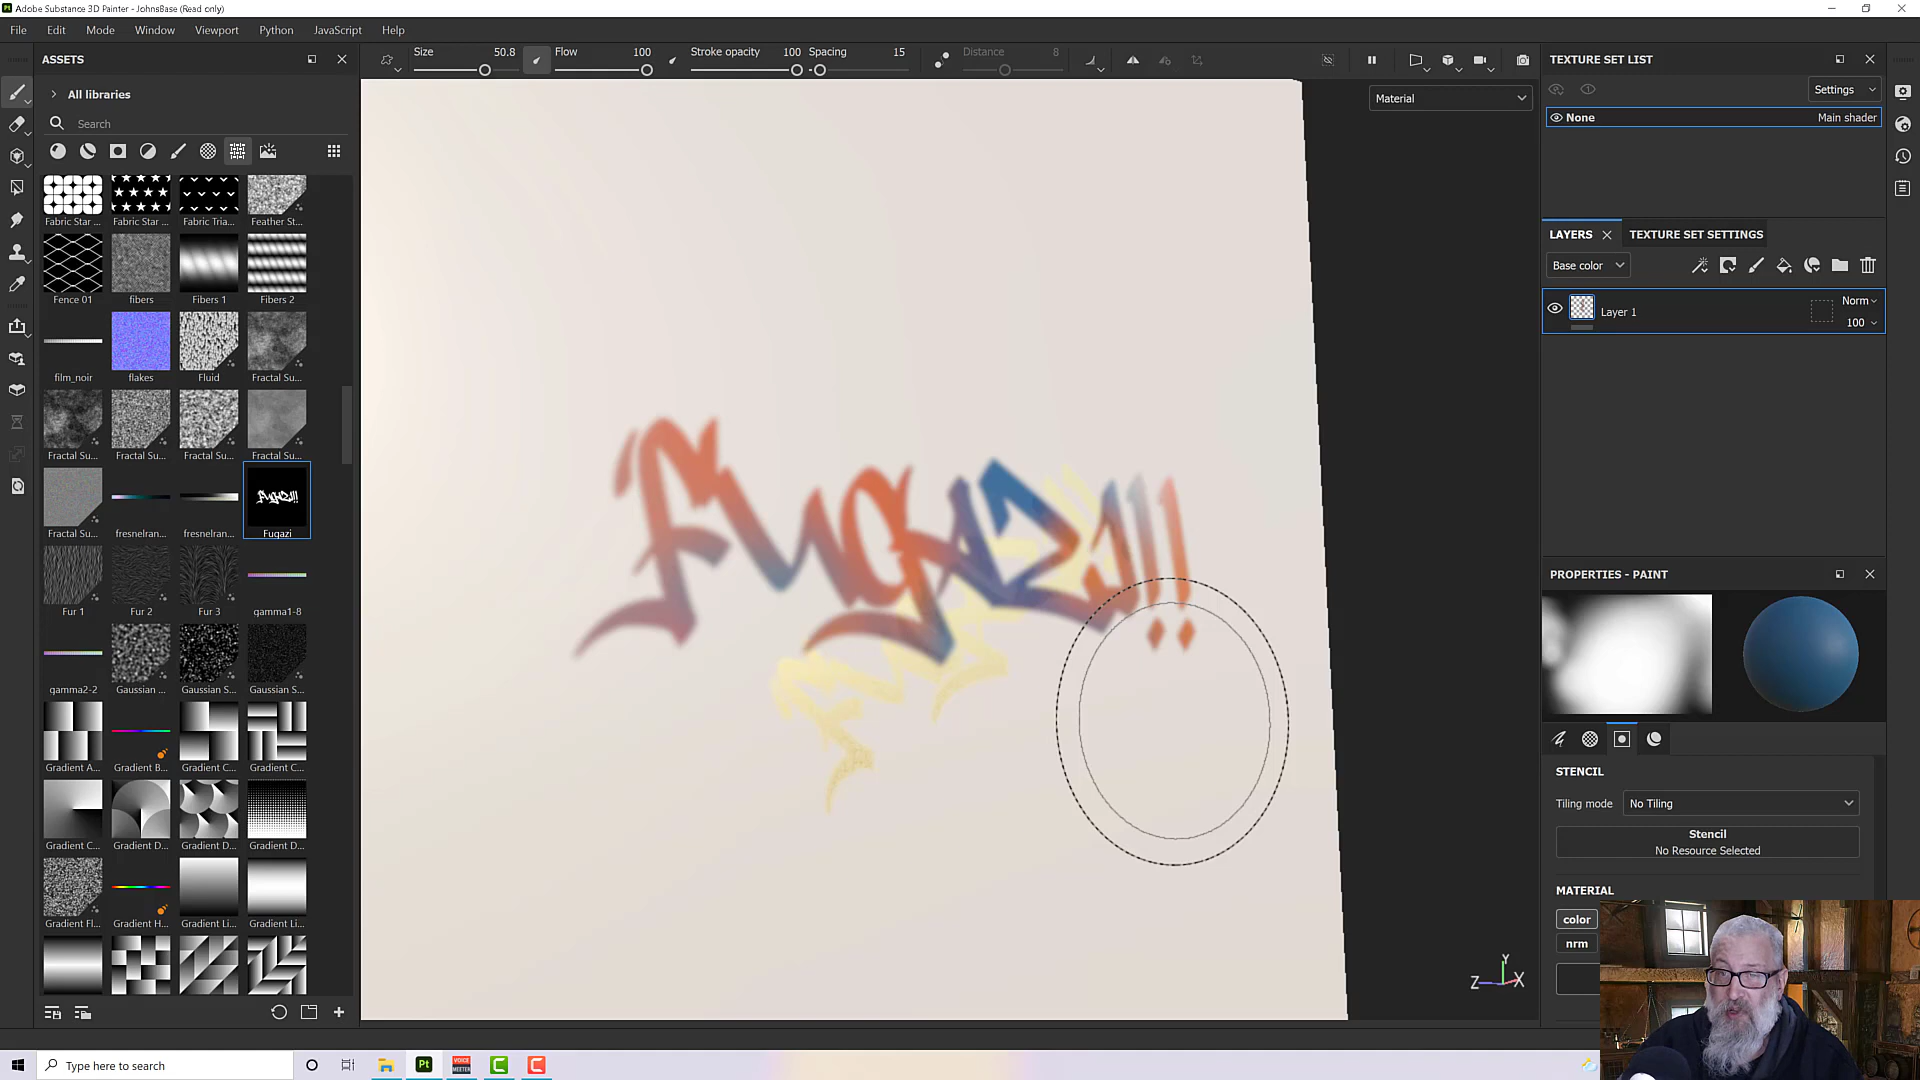 Adobe Substance 3D Painter - JohnsBase (Read only)
File Edit Mode Window Viewport Python JavaScript Help
ASSETS
Size 50.8 Flow 100 Stroke opacity 100 Spacing 15 Distance 8
TEXTURE SET LIST
All libraries
Search
Material
Settings
None Main shader
Fabric Star ... Fabric Star ... Fabric Tria... Feather St...
LAYERS TEXTURE SET SETTINGS
Base color
Fence 01 fibers Fibers 1 Fibers 2
Layer 1 Norm
100
film_noir flakes Fluid Fractal Su...
Fractal Su... Fractal Su... Fractal Su... Fractal Su...
Fugazi!!!
Fugazi!!!
Fractal Su... fresnelran... fresnelran... Fugazi
PROPERTIES - PAINT
Fur 1 Fur 2 Fur 3 gamma1-8
gamma2-2 Gaussian ... Gaussian S... Gaussian S...
Gradient A... Gradient B... Gradient C... Gradient C...
STENCIL
Tiling mode No Tiling
Stencil
No Resource Selected
Gradient C... Gradient D... Gradient D... Gradient D...
MATERIAL
color
nrm
Gradient Fl... Gradient H... Gradient Li... Gradient Li...
Y
Z X
Type here to search
Pt
VOICE MEETER